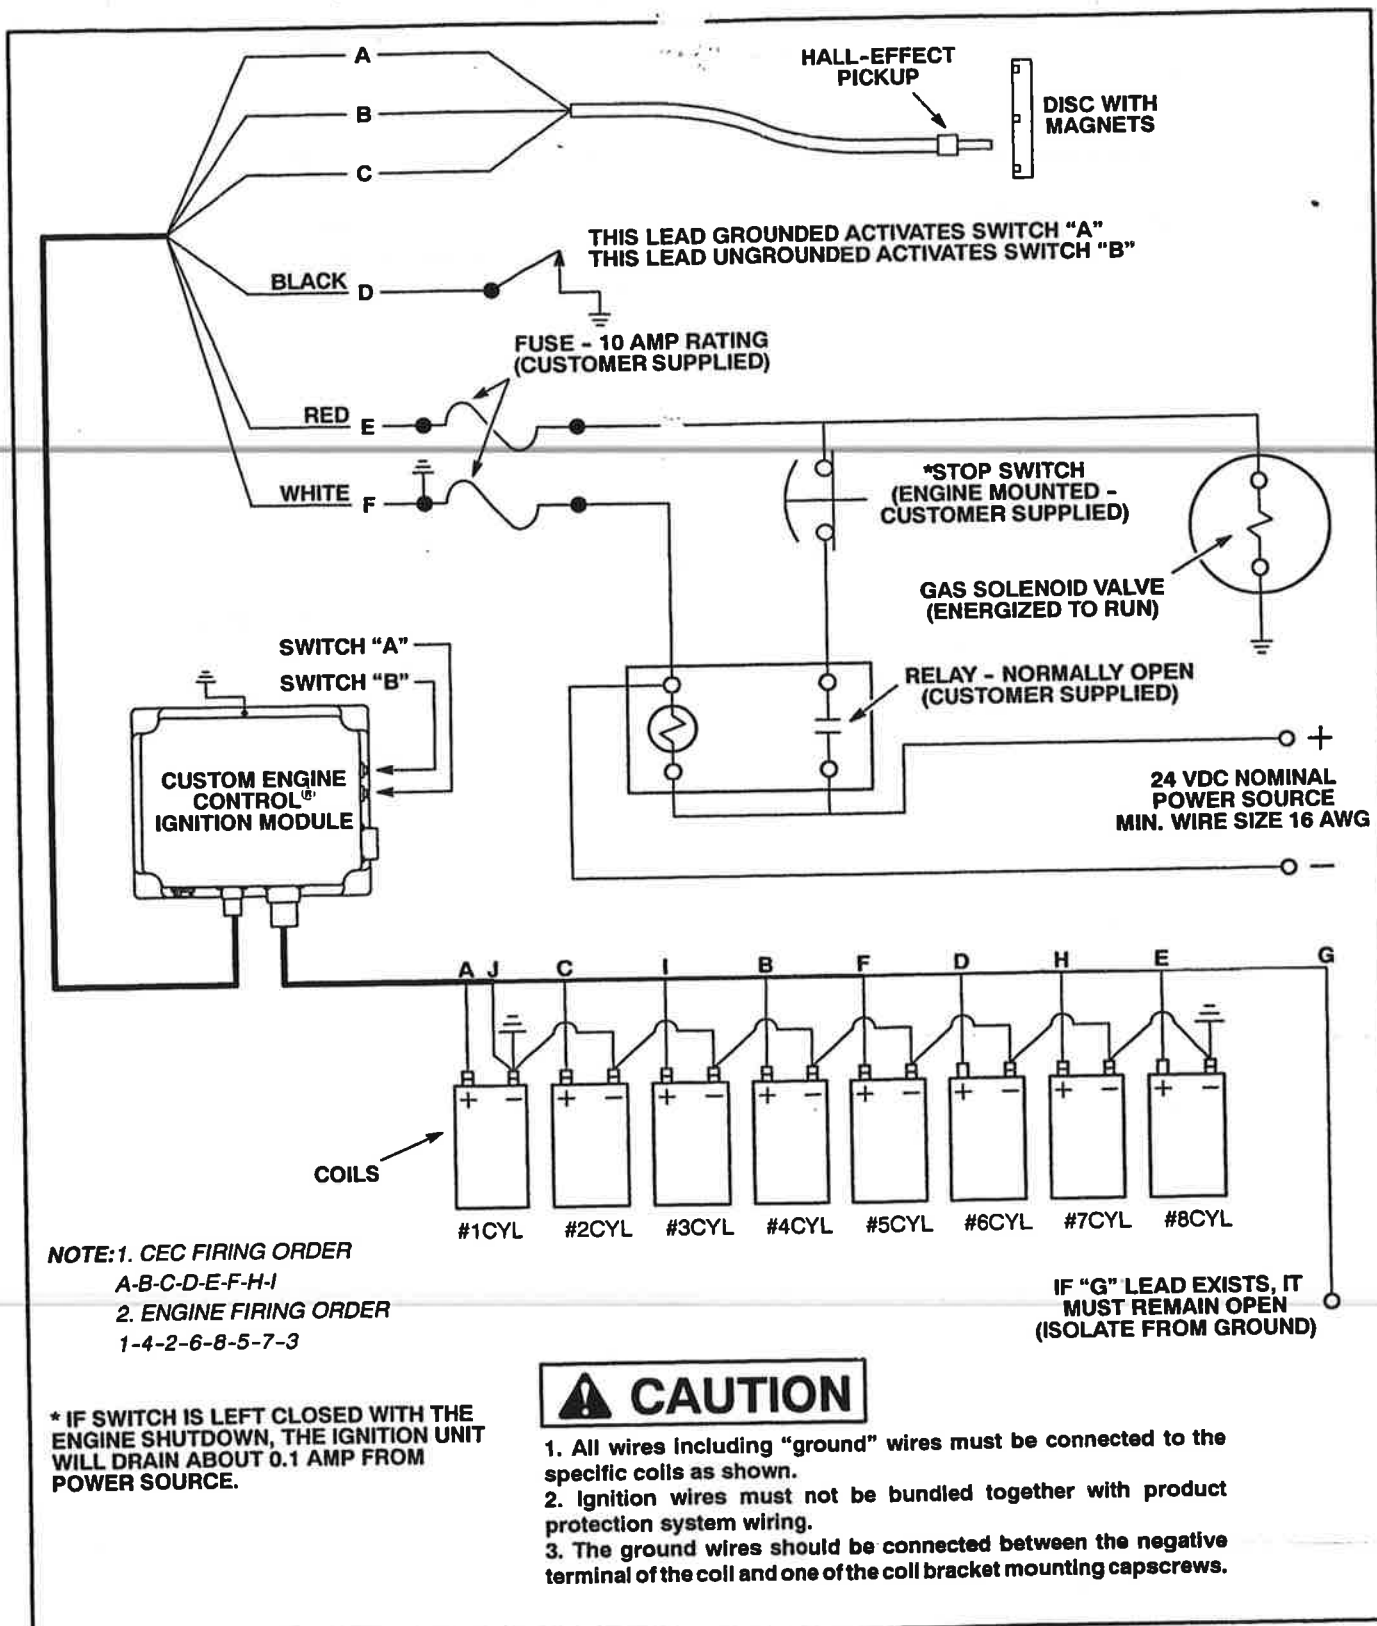 A
HALL-EFFECT
PICKUP
DISC WITH
MAGNETS
B
C
THIS LEAD GROUNDED ACTIVATES SWITCH “A”
THIS LEAD UNGROUNDED ACTIVATES SWITCH “B”
BLACK D
FUSE - 10 AMP RATING
(CUSTOMER SUPPLIED)
RED E
WHITE F
*STOP SWITCH
(ENGINE MOUNTED -
CUSTOMER SUPPLIED)
GAS SOLENOID VALVE
(ENERGIZED TO RUN)
SWITCH “A”
SWITCH “B”
RELAY - NORMALLY OPEN
(CUSTOMER SUPPLIED)
CUSTOM ENGINE
CONTROL®
IGNITION MODULE
+
24 VDC NOMINAL
POWER SOURCE
MIN. WIRE SIZE 16 AWG
−
A J C I B F D H E G
+ − + − + − + − + − + − + − + −
COILS
#1CYL #2CYL #3CYL #4CYL #5CYL #6CYL #7CYL #8CYL
NOTE: 1. CEC FIRING ORDER
A-B-C-D-E-F-H-I
2. ENGINE FIRING ORDER
1-4-2-6-8-5-7-3
IF “G” LEAD EXISTS, IT
MUST REMAIN OPEN
(ISOLATE FROM GROUND)
* IF SWITCH IS LEFT CLOSED WITH THE
ENGINE SHUTDOWN, THE IGNITION UNIT
WILL DRAIN ABOUT 0.1 AMP FROM
POWER SOURCE.
CAUTION
1. All wires including “ground” wires must be connected to the
specific coils as shown.
2. Ignition wires must not be bundled together with product
protection system wiring.
3. The ground wires should be connected between the negative
terminal of the coil and one of the coil bracket mounting capscrews.